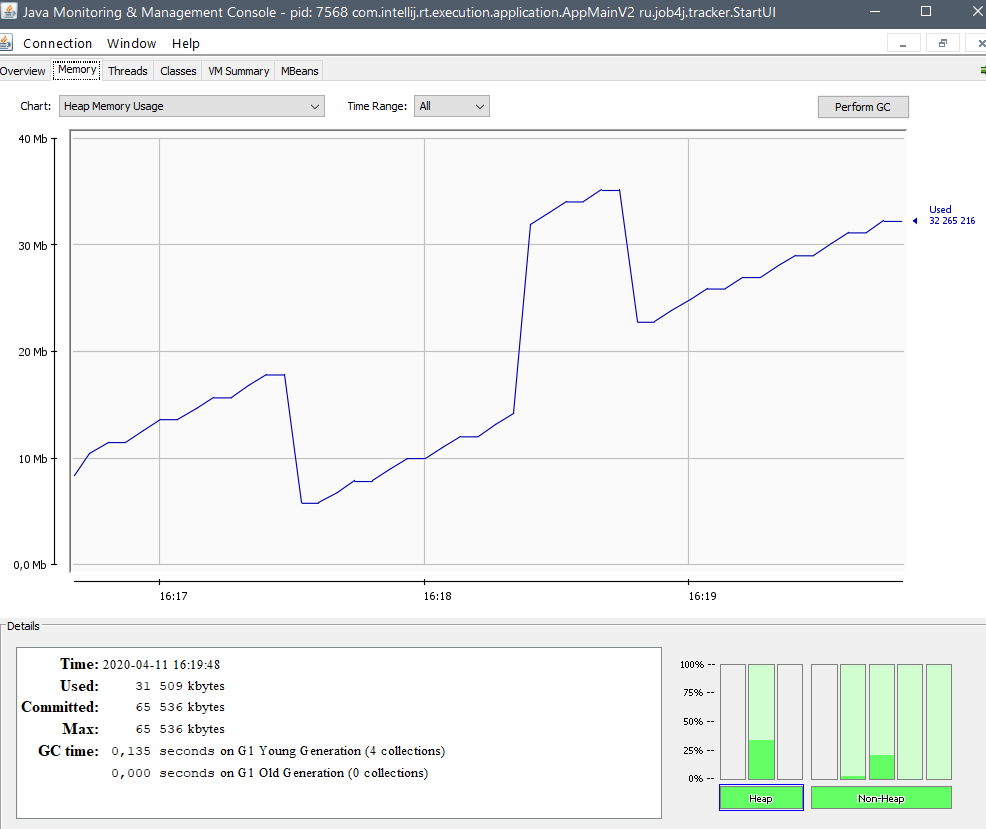 Java Monitoring & Management Console - pid: 7568 com.intellij.rt.execution.application.AppMainV2 ru.job4j.tracker.StartUI
Connection Window Help
Overview Memory Threads Classes VM Summary MBeans
Chart: Heap Memory Usage Time Range: All Perform GC
40 Mb
Used
32 265 216
30 Mb
20 Mb
10 Mb
0,0 Mb
16:17 16:18 16:19
Details
Time: 2020-04-11 16:19:48
Used: 31 509 kbytes
Committed: 65 536 kbytes
Max: 65 536 kbytes
GC time: 0,135 seconds on G1 Young Generation (4 collections)
0,000 seconds on G1 Old Generation (0 collections)
100% --
75% --
50% --
25% --
0% --
Heap Non-Heap